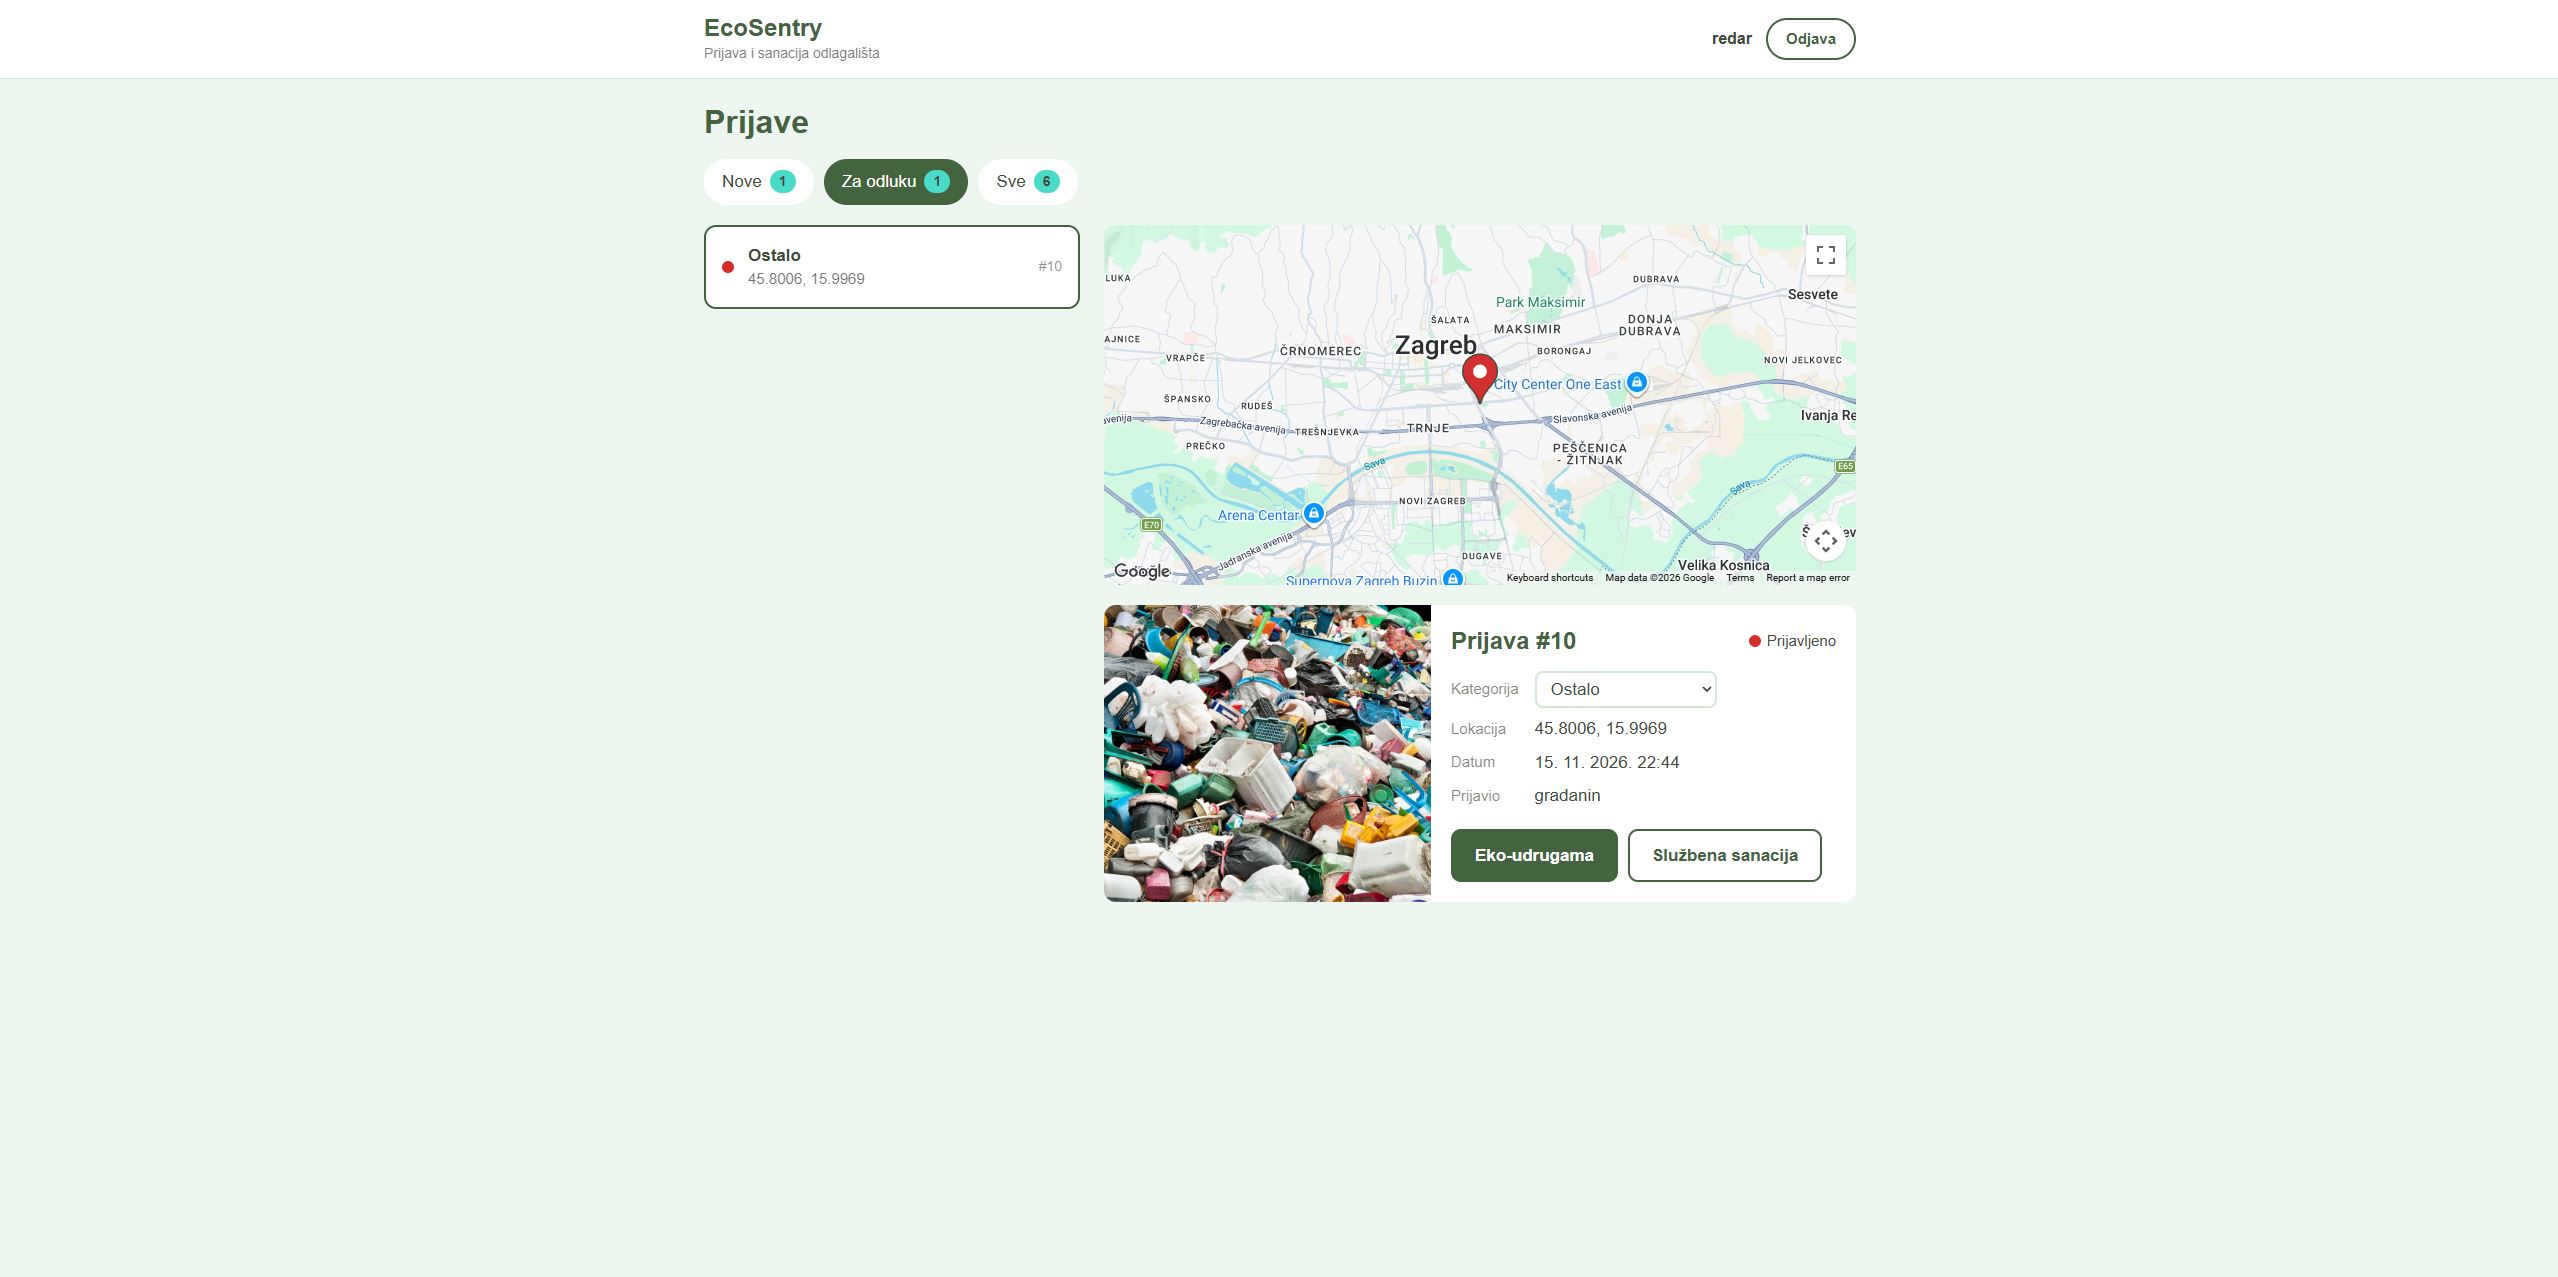 EcoSentry
Prijava i sanacija odlagališta
redar
Odjava
Prijave
Nove 1
Za odluku 1
Sve 6
Ostalo
45.8006, 15.9969
#10
LUKA
DUBRAVA
Sesvete
Park Maksimir
ŠALATA
MAKSIMIR
DONJA
DUBRAVA
AJNICE
VRAPČE
ČRNOMEREC
Zagreb
BORONGAJ
NOVI JELKOVEC
City Center One East
ŠPANSKO
RUDEŠ
Slavonska avenija
Ivanja Re
avenija
Zagrebačka avenija
TREŠNJEVKA
TRNJE
PREČKO
PEŠČENICA
- ŽITNJAK
Sava
E65
Sava
NOVI ZAGREB
Arena Centar
E70
Jadranska avenija
DUGAVE
Velika Kosnica
Google
Supernova Zagreb Buzin
Keyboard shortcuts
Map data ©2026 Google
Terms
Report a map error
Prijava #10
Prijavljeno
Kategorija Ostalo
Lokacija 45.8006, 15.9969
Datum 15. 11. 2026. 22:44
Prijavio gradanin
Eko-udrugama
Službena sanacija